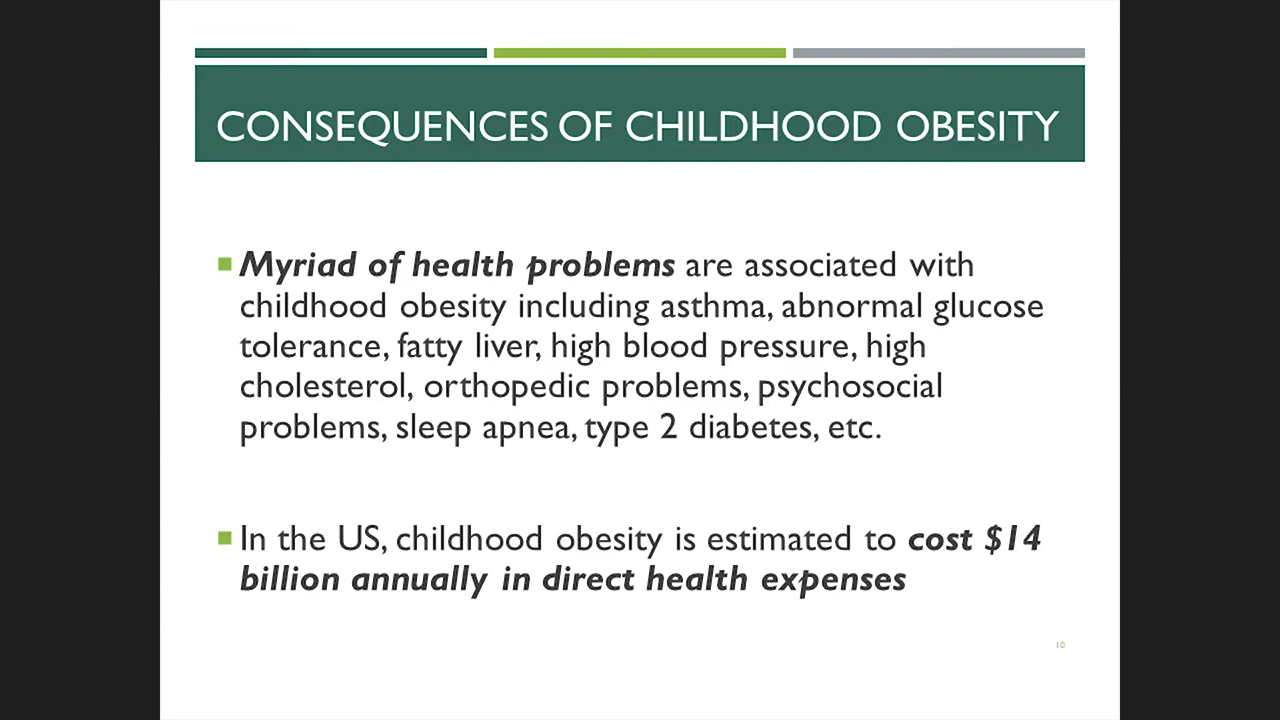 CONSEQUENCES OF CHILDHOOD OBESITY
Myriad of health problems are associated with
childhood obesity including asthma, abnormal glucose
tolerance, fatty liver, high blood pressure, high
cholesterol, orthopedic problems, psychosocial
problems, sleep apnea, type 2 diabetes, etc.
In the US, childhood obesity is estimated to cost $14
billion annually in direct health expenses
10